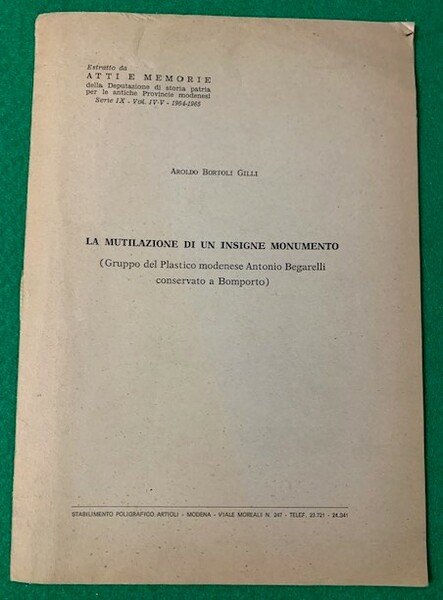 Estratto da
ATTI E MEMORIE
della Deputazione di storia patria
per le antiche Provincie modenesi
Serie IX - Vol. IV-V - 1964-1965
AROLDO BORTOLI GILLI
LA MUTILAZIONE DI UN INSIGNE MONUMENTO
(Gruppo del Plastico modenese Antonio Begarelli
conservato a Bomporto)
STABILIMENTO POLIGRAFICO ARTIOLI - MODENA - VIALE MOREALI N. 247 - TELEF. 23.721 - 24.041